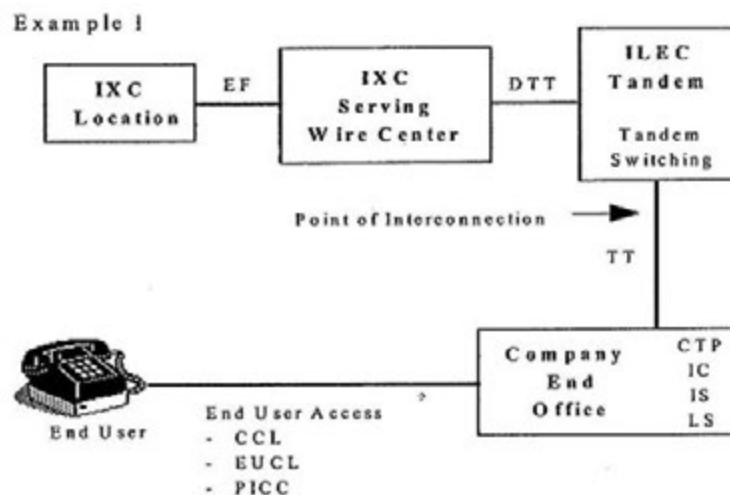 Example 1
IXC
Location
EF
IXC
Serving
Wire Center
DTT
ILEC
Tandem
Tandem
Switching
Point of Interconnection
TT
Company
End
Office
CTP
IC
IS
LS
End User
End User Access
- CCL
- EUCL
- PICC